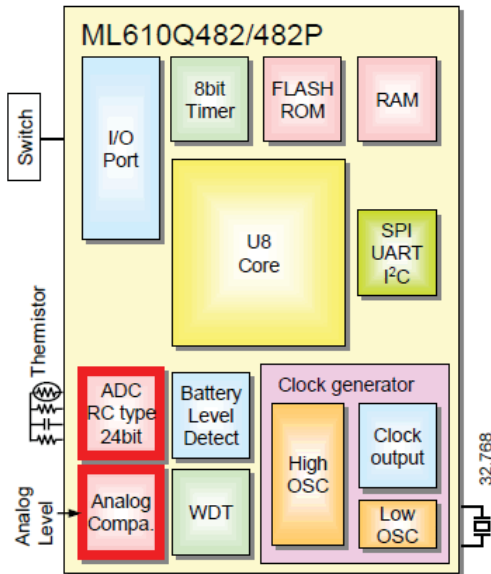 ML610Q482/482P
Switch
I/O
Port
8bit
Timer
FLASH
ROM
RAM
U8
Core
SPI
UART
I²C
Thermistor
ADC
RC type
24bit
Battery
Level
Detect
Clock generator
High
OSC
Clock
output
32.768
Analog
Level
Analog
Compa.
WDT
Low
OSC